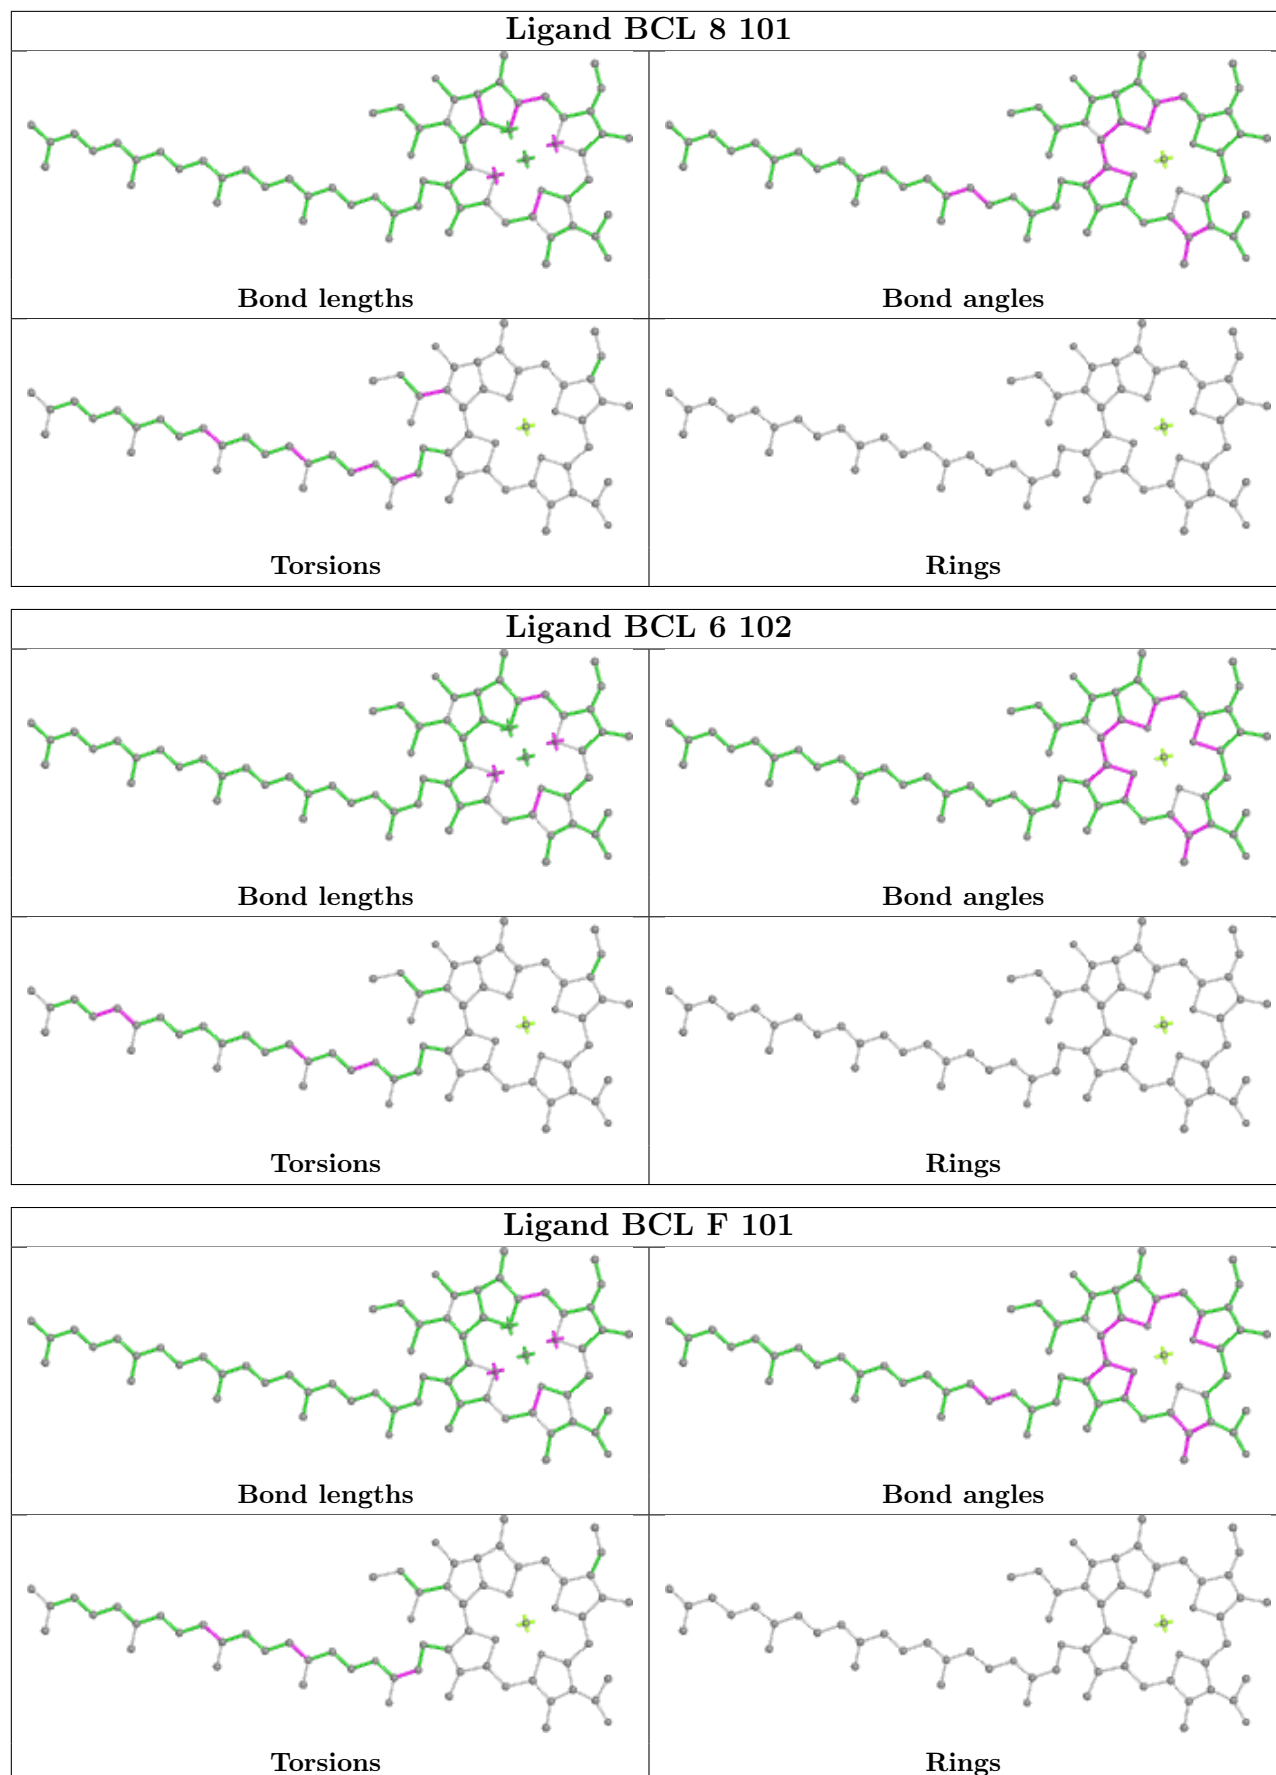 Ligand BCL 8 101
Bond lengths
Bond angles
Torsions
Rings
Ligand BCL 6 102
Bond lengths
Bond angles
Torsions
Rings
Ligand BCL F 101
Bond lengths
Bond angles
Torsions
Rings